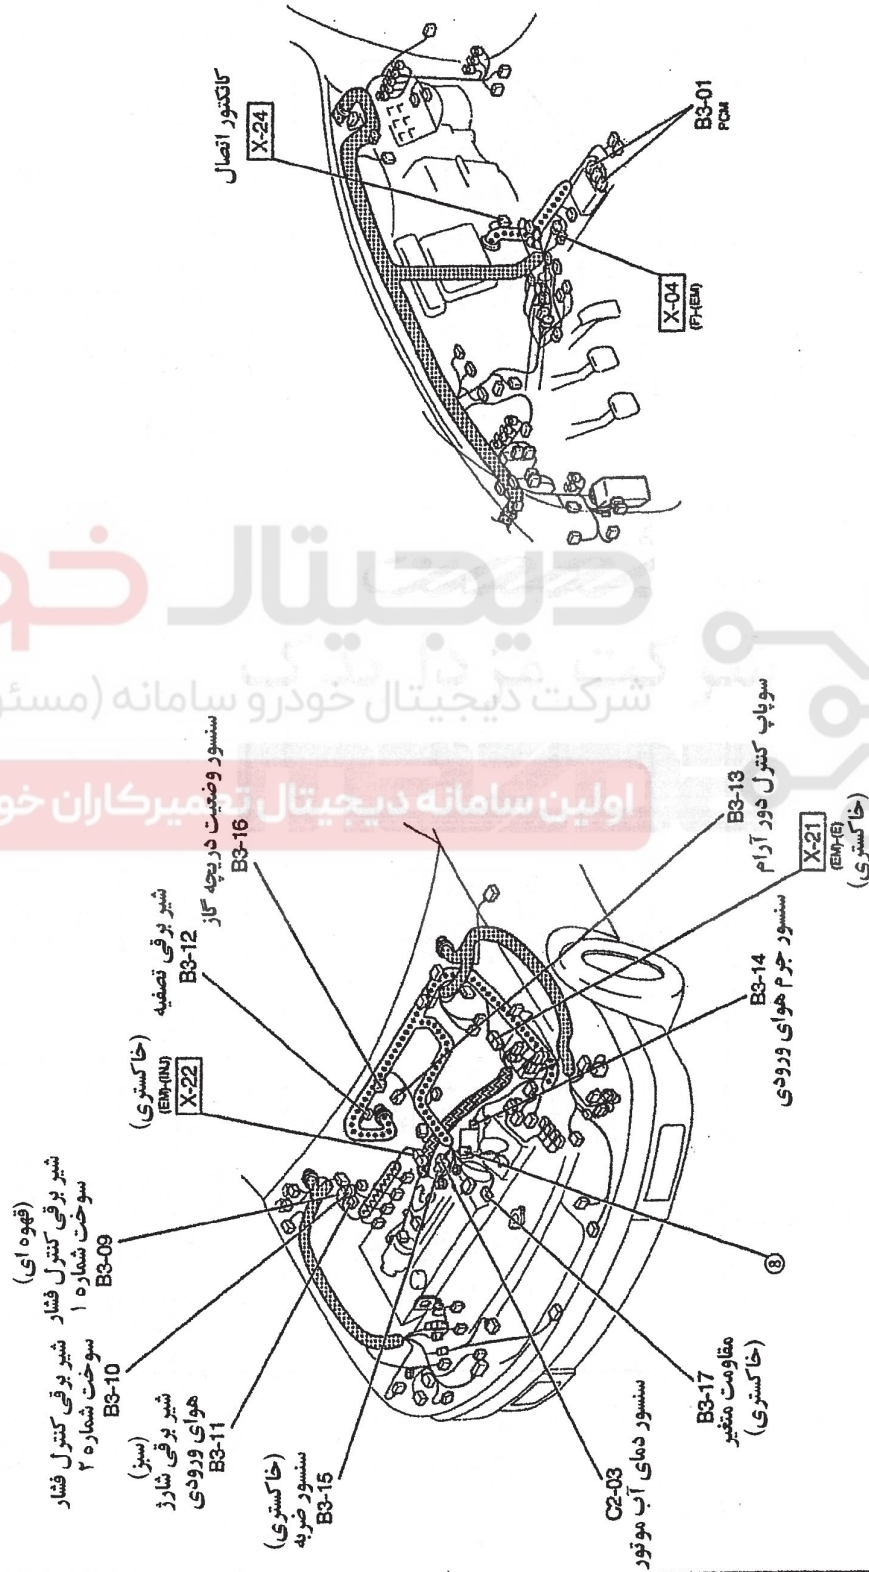 کانکتور اتصال
X-24
B3-01
PCM
X-04
(F)-(EM)
دیجیتال خو
شرکت دیجیتال خودرو سامانه (مسئو
اولین سامانه دیجیتال تعمیرکاران خو
(قهوه ای)
شیر برقی کنترل فشار
سوخت شماره ۱
B3-09
شیر برقی کنترل فشار
سوخت شماره ۲
B3-10
(سبز)
شیر برقی شارژ
هوای ورودی
B3-11
(خاکستری)
سنسور ضربه
B3-15
(خاکستری)
(EM)-(INJ)
X-22
شیر برقی تصفیه
B3-12
سنسور وضعیت دریچه گاز
B3-16
B3-13
سوپاپ کنترل دور آرام
X-21
(EM)-(E)
(خاکستری)
B3-14
سنسور جرم هوای ورودی
8
B3-17
مقاومت متغیر
(خاکستری)
C2-03
سنسور دمای آب موتور